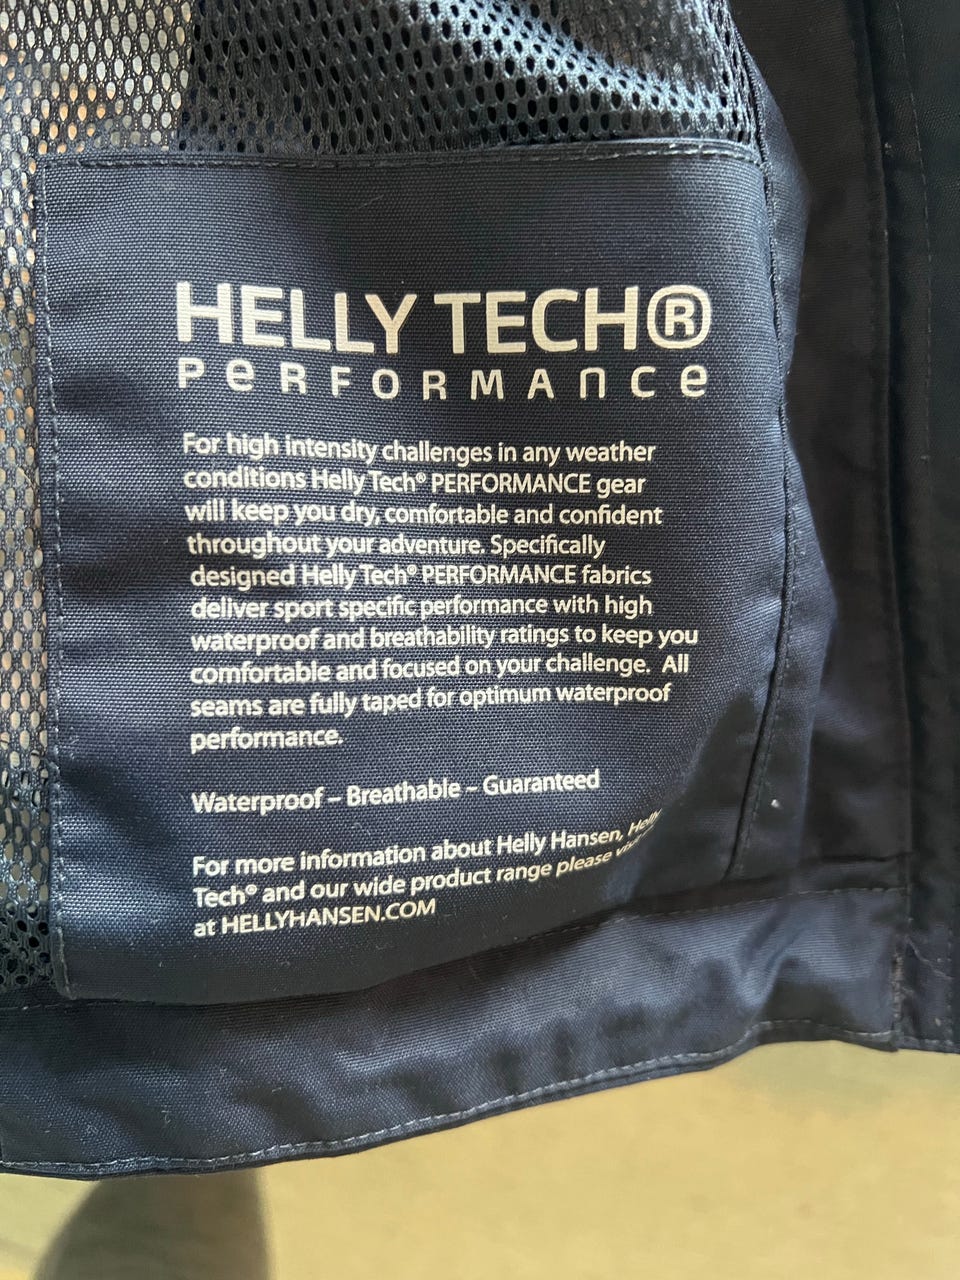 HELLY TECH®
PERFORMANCE
For high intensity challenges in any weather
conditions Helly Tech® PERFORMANCE gear
will keep you dry, comfortable and confident
throughout your adventure. Specifically
designed Helly Tech® PERFORMANCE fabrics
deliver sport specific performance with high
waterproof and breathability ratings to keep you
comfortable and focused on your challenge. All
seams are fully taped for optimum waterproof
performance.
Waterproof – Breathable – Guaranteed
For more information about Helly Hansen, Helly
Tech® and our wide product range please
at HELLYHANSEN.COM